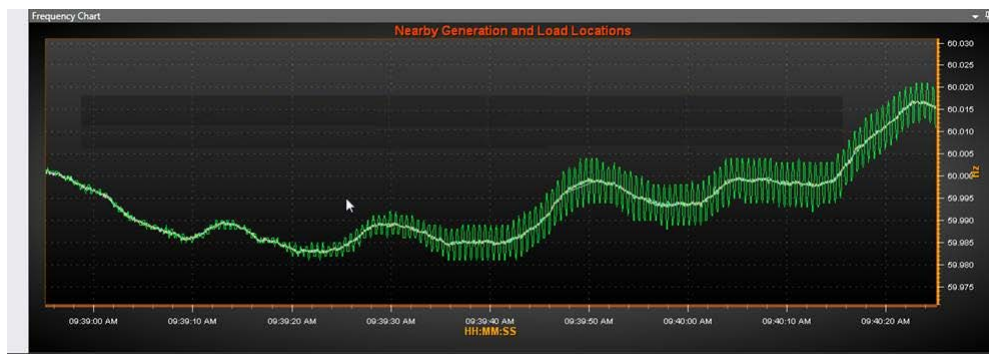 Frequency Chart
Nearby Generation and Load Locations
60.030
60.025
60.020
60.015
60.010
60.005
60.000
Hz
59.995
59.990
59.985
59.980
59.975
09:39:00 AM 09:39:10 AM 09:39:20 AM 09:39:30 AM 09:39:40 AM 09:39:50 AM 09:40:00 AM 09:40:10 AM 09:40:20 AM
HH:MM:SS